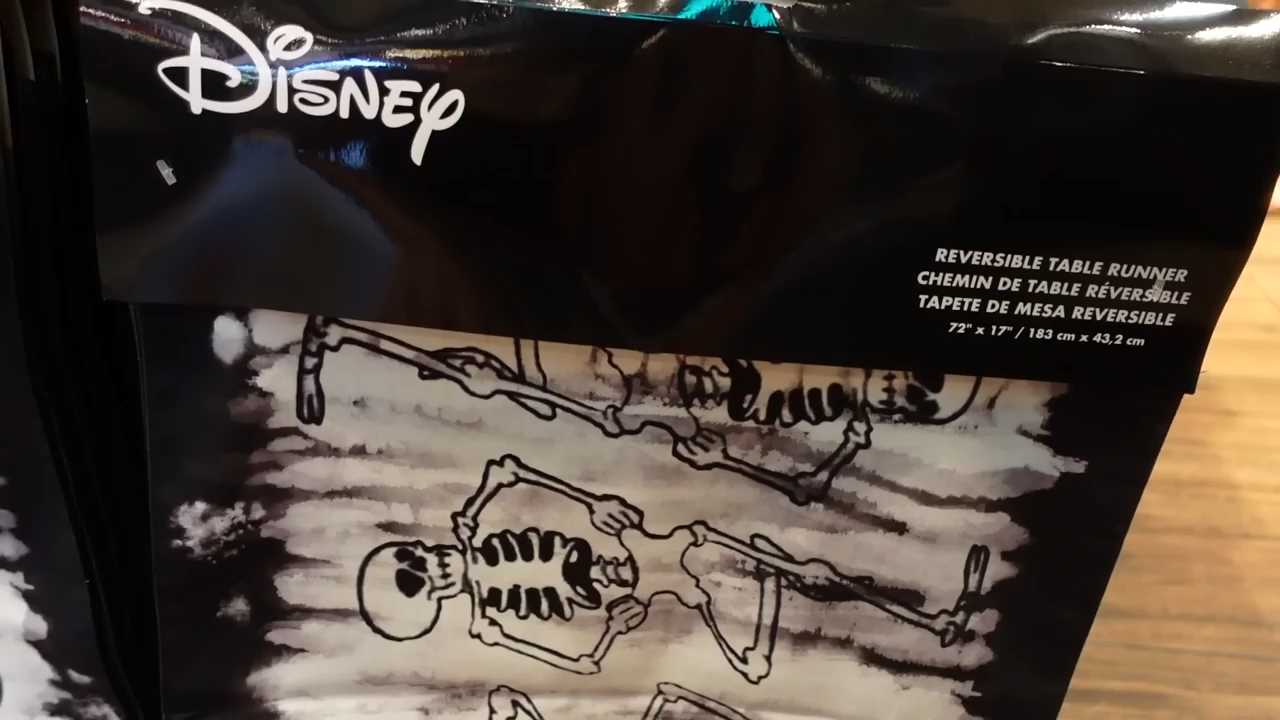 DISNEY
REVERSIBLE TABLE RUNNER
CHEMIN DE TABLE RÉVERSIBLE
TAPETE DE MESA REVERSIBLE
72" x 17" / 183 cm x 43,2 cm